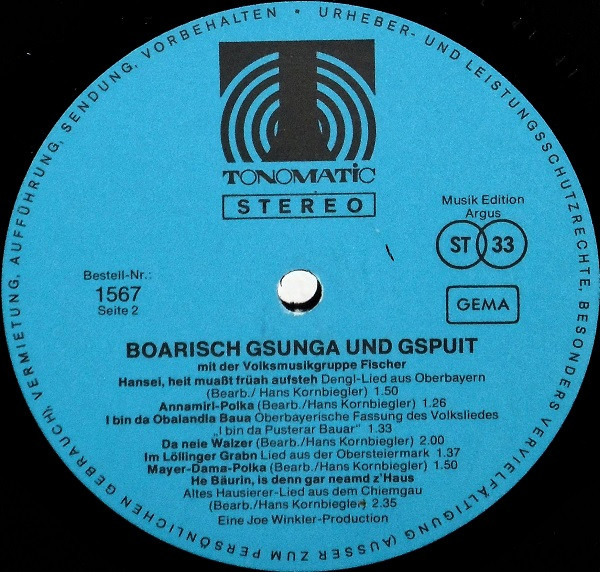 URHEBER- UND LEISTUNGSSCHUTZRECHTE, BESONDERS VERVIELFÄLTIGUNG (AUSSER ZUM PERSÖNLICHEN GEBRAUCH), VERMIETUNG, AUFFÜHRUNG, SENDUNG, VORBEHALTEN •
T
TONOMATIC
STEREO
Musik Edition
Argus
ST 33
GEMA
Bestell-Nr.:
1567
Seite 2
BOARISCH GSUNGA UND GSPUIT
mit der Volksmusikgruppe Fischer
Hansei, heit muaßt früah aufsteh Dengl-Lied aus Oberbayern
(Bearb./ Hans Kornbiegler) 1.50
Annamirl-Polka (Bearb./Hans Kornbiegler) 1.26
I bin da Obalandla Baua Oberbayerische Fassung des Volksliedes
„I bin da Pusterar Bauar" 1.33
Da neie Walzer (Bearb./Hans Kornbiegler) 2.00
Im Löllinger Grabn Lied aus der Obersteiermark 1.37
Mayer-Dama-Polka (Bearb./Hans Kornbiegler) 1.50
He Bäurin, is denn gar neamd z'Haus
Altes Hausierer-Lied aus dem Chiemgau
(Bearb./Hans Kornbiegler) 2.35
Eine Joe Winkler-Production